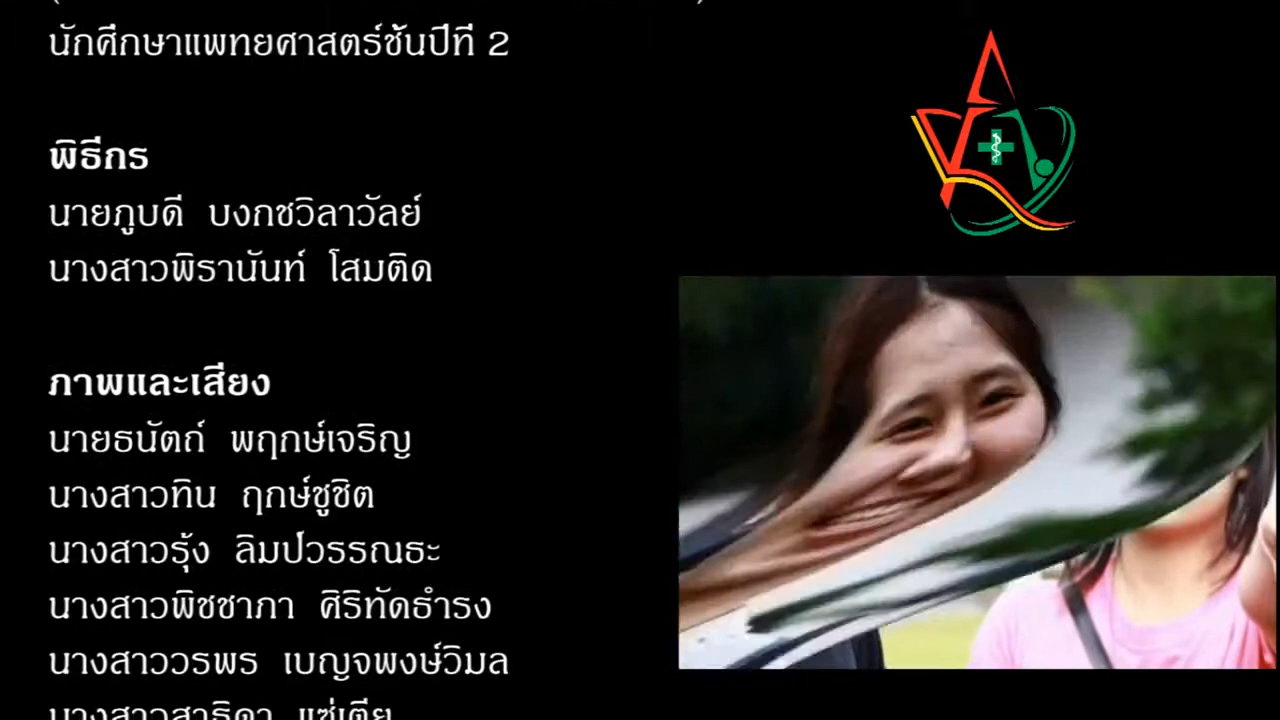 นักศึกษาแพทยศาสตร์ชั้นปีที่ 2
พิธีกร
นายภูบดี บงกชวิลาวัลย์
นางสาวพิรานันท์ โสมติด
ภาพและเสียง
นายธนัตถ์ พฤกษ์เจริญ
นางสาวทิน ฤกษ์ชูชิต
นางสาวรุ้ง ลิมป์วรรณธะ
นางสาวพิชชาภา ศิริทัดธำรง
นางสาววรพร เบญจพงษ์วิมล